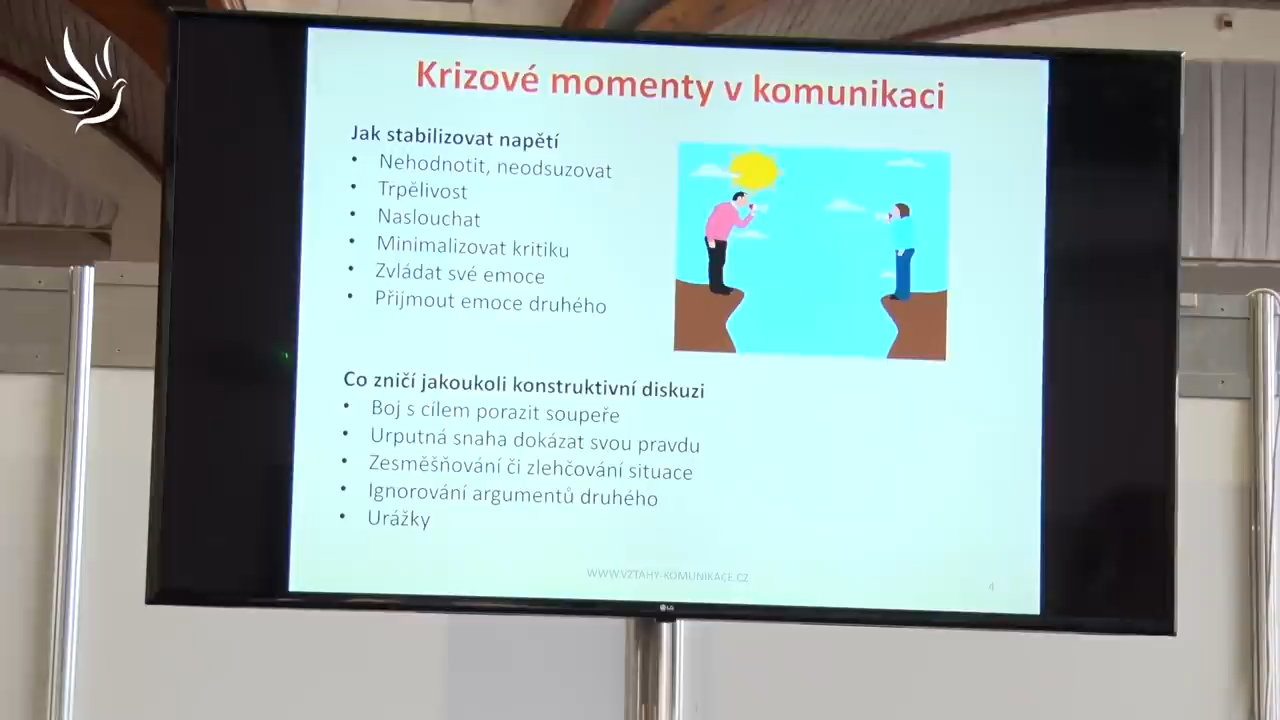 Krizové momenty v komunikaci
Jak stabilizovat napětí
• Nehodnotit, neodsuzovat
• Trpělivost
• Naslouchat
• Minimalizovat kritiku
• Zvládat své emoce
• Přijmout emoce druhého
Co zničí jakoukoli konstruktivní diskuzi
• Boj s cílem porazit soupeře
• Urputná snaha dokázat svou pravdu
• Zesměšňování či zlehčování situace
• Ignorování argumentů druhého
• Urážky
WWW.VZTAHY-KOMUNIKACE.CZ
4
LG